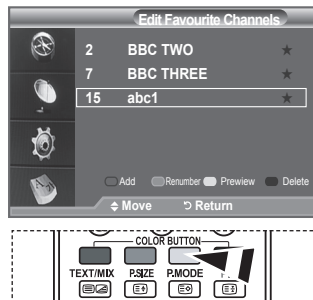 Edit Favourite Channels
2 BBC TWO ★
7 BBC THREE ★
15 abc1 ★
Add Renumber Prewiew Delete
Move Return
COLOR BUTTON
TEXT/MIX P.SIZE P.MODE